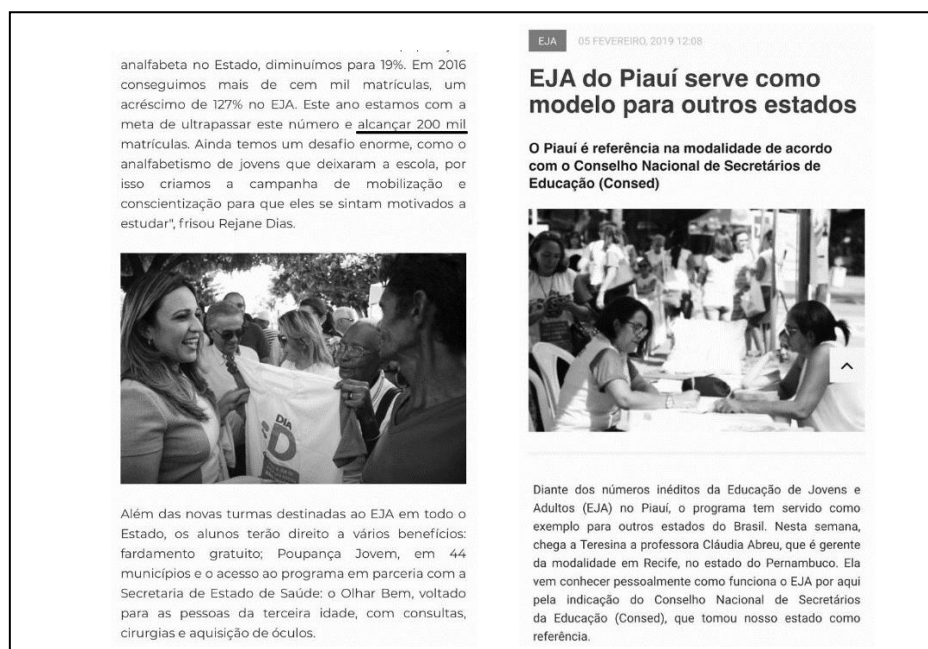 analfabeta no Estado, diminuímos para 19%. Em 2016
conseguimos mais de cem mil matrículas, um
acréscimo de 127% no EJA. Este ano estamos com a
meta de ultrapassar este número e alcançar 200 mil
matrículas. Ainda temos um desafio enorme, como o
analfabetismo de jovens que deixaram a escola, por
isso criamos a campanha de mobilização e
conscientização para que eles se sintam motivados a
estudar", frisou Rejane Dias.
DIA
D
Além das novas turmas destinadas ao EJA em todo o
Estado, os alunos terão direito a vários benefícios:
fardamento gratuito; Poupança Jovem, em 44
municípios e o acesso ao programa em parceria com a
Secretaria de Estado de Saúde: o Olhar Bem, voltado
para as pessoas da terceira idade, com consultas,
cirurgias e aquisição de óculos.
EJA 05 FEVEREIRO, 2019 12:08
EJA do Piauí serve como
modelo para outros estados
O Piauí é referência na modalidade de acordo
com o Conselho Nacional de Secretários de
Educação (Consed)
Diante dos números inéditos da Educação de Jovens e
Adultos (EJA) no Piauí, o programa tem servido como
exemplo para outros estados do Brasil. Nesta semana,
chega a Teresina a professora Cláudia Abreu, que é gerente
da modalidade em Recife, no estado do Pernambuco. Ela
vem conhecer pessoalmente como funciona o EJA por aqui
pela indicação do Conselho Nacional de Secretários
da Educação (Consed), que tomou nosso estado como
referência.